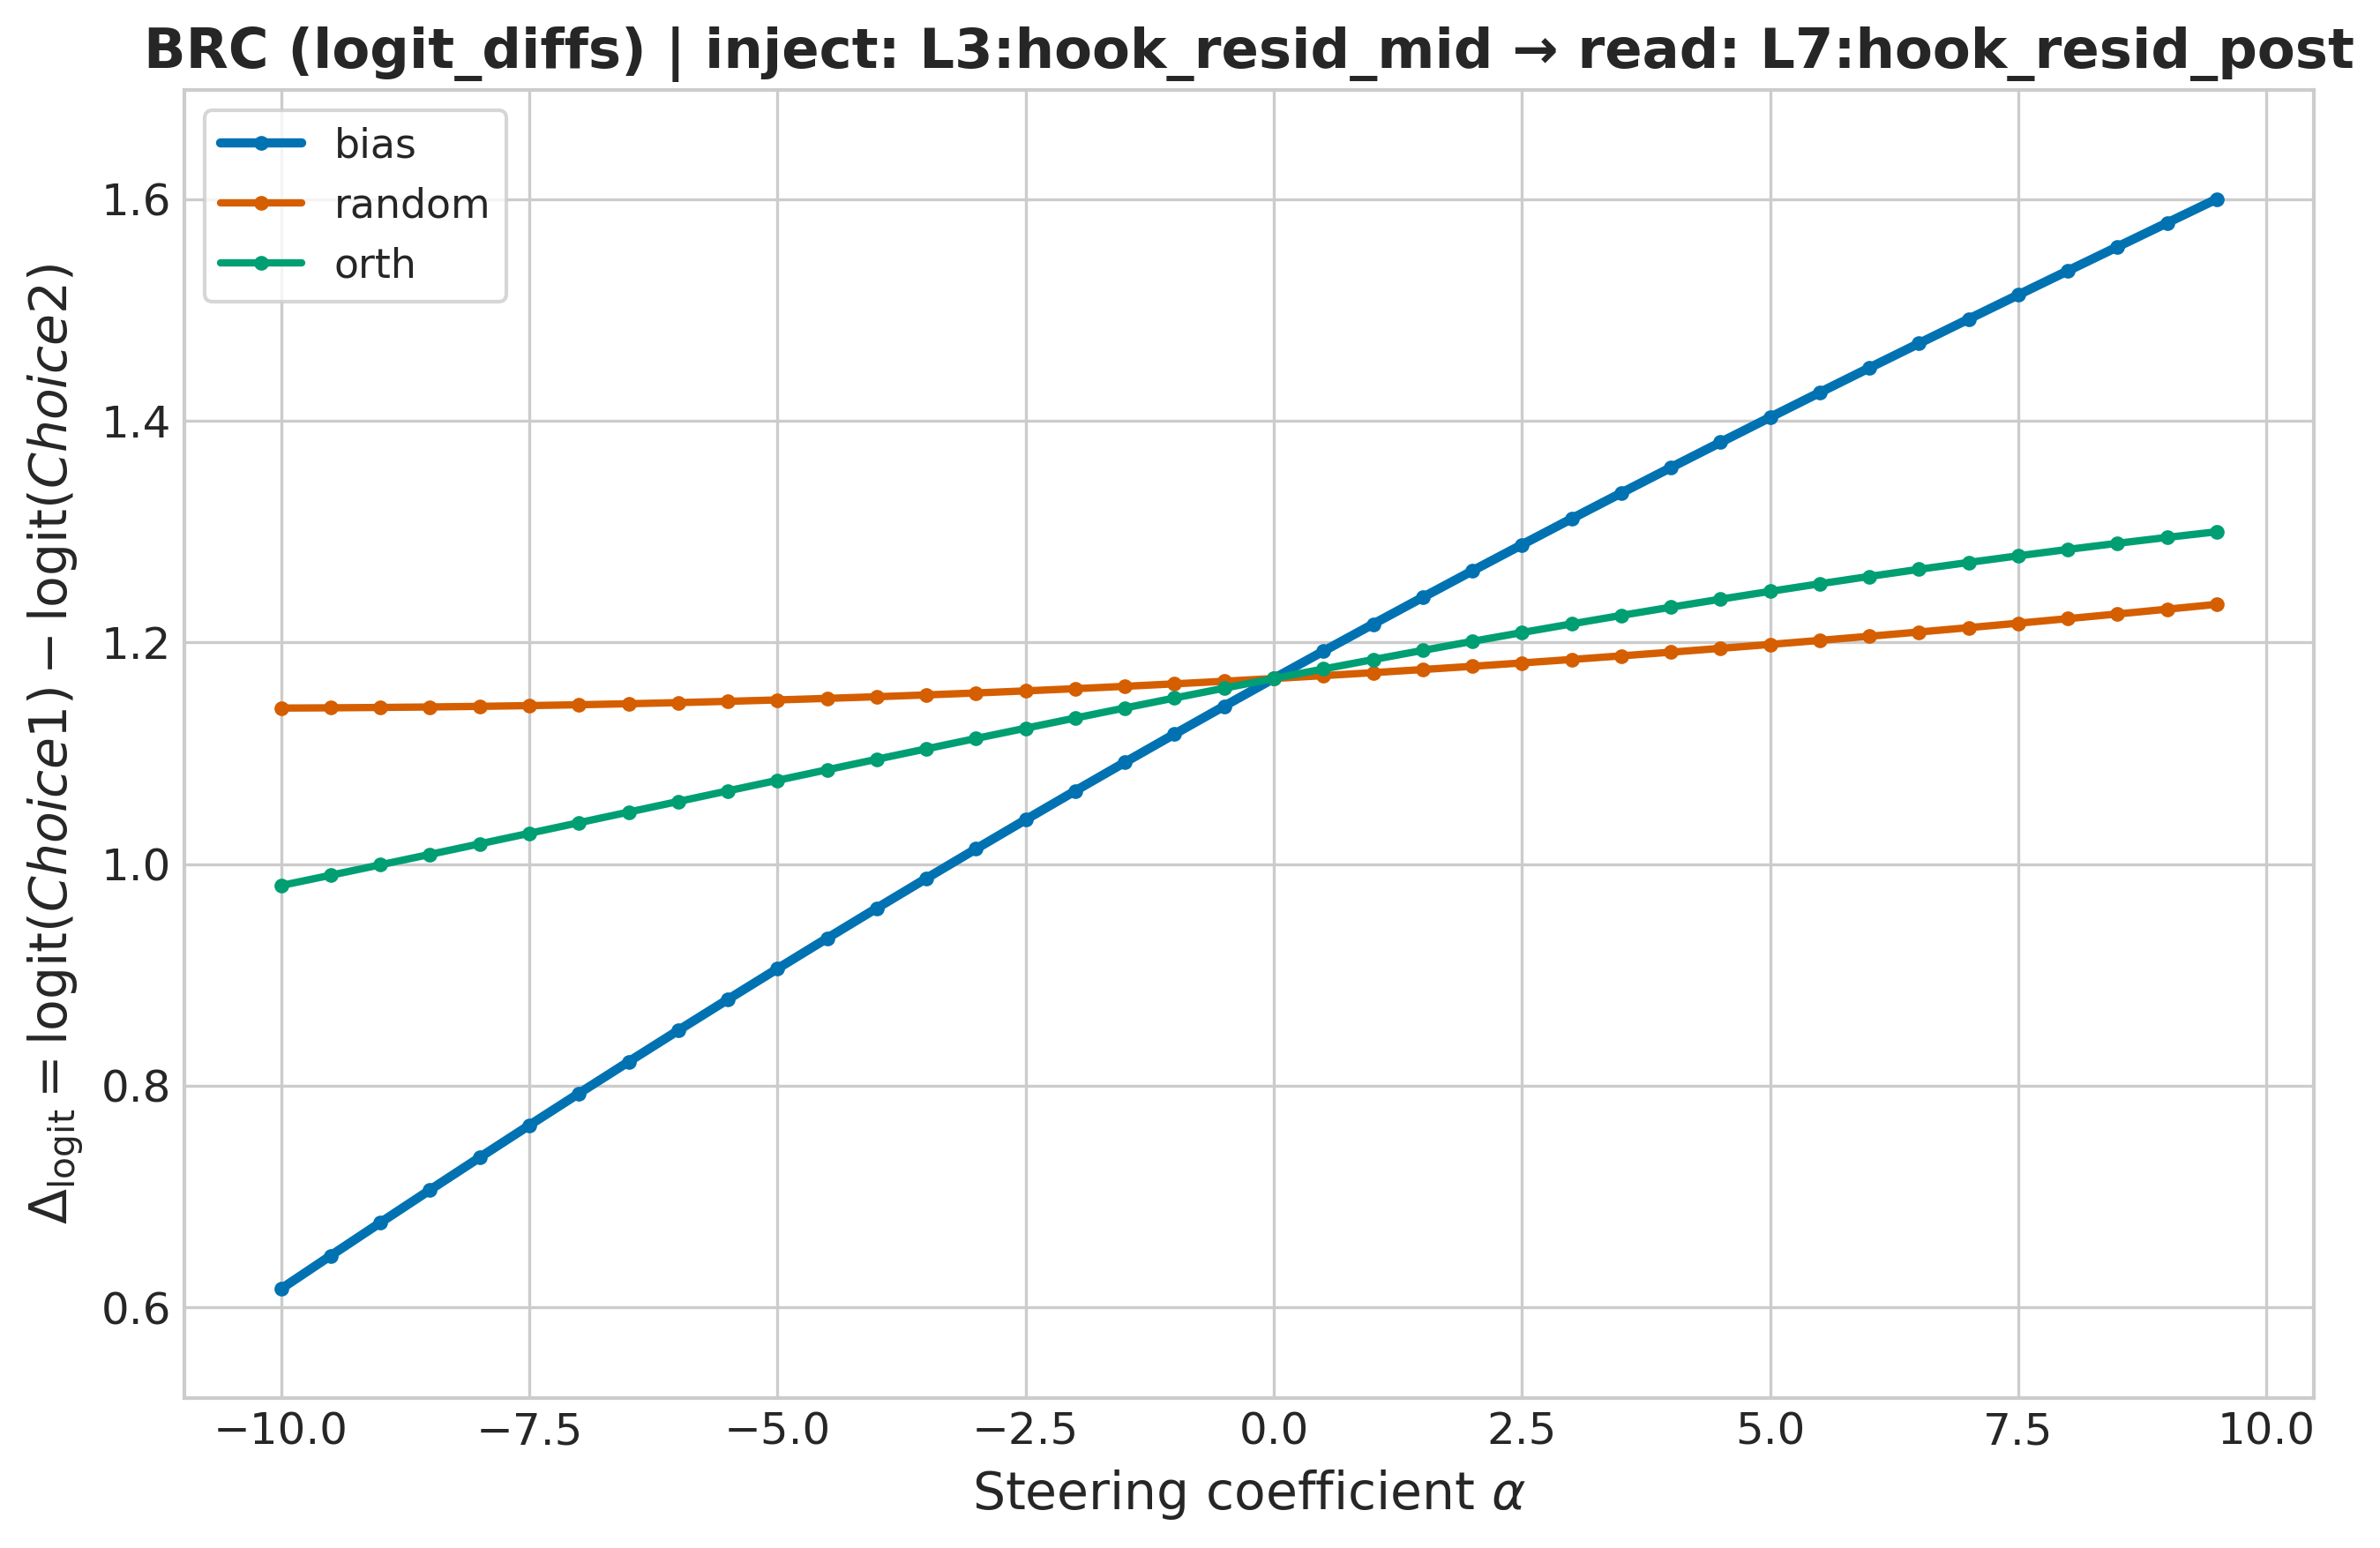 BRC (logit_diffs) | inject: L3:hook_resid_mid → read: L7:hook_resid_post
bias
random
orth
Δlogit = logit(Choice1) − logit(Choice2)
1.6
1.4
1.2
1.0
0.8
0.6
−10.0 −7.5 −5.0 −2.5 0.0 2.5 5.0 7.5 10.0
Steering coefficient α